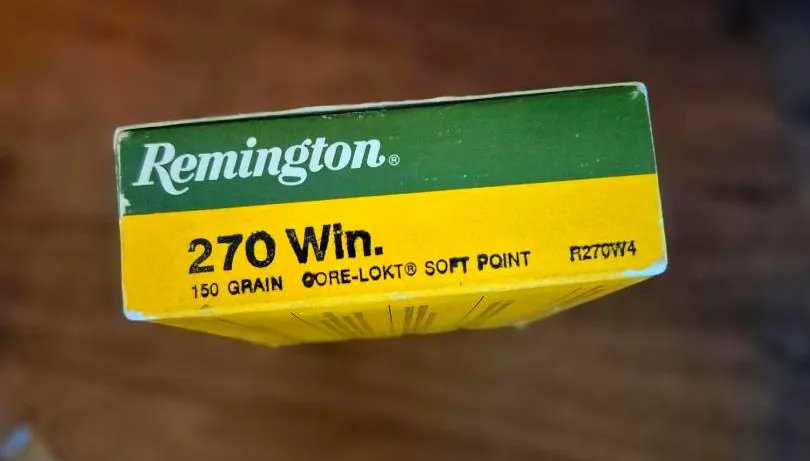 Remington®
270 Win.
150 GRAIN CORE-LOKT® SOFT POINT R270W4